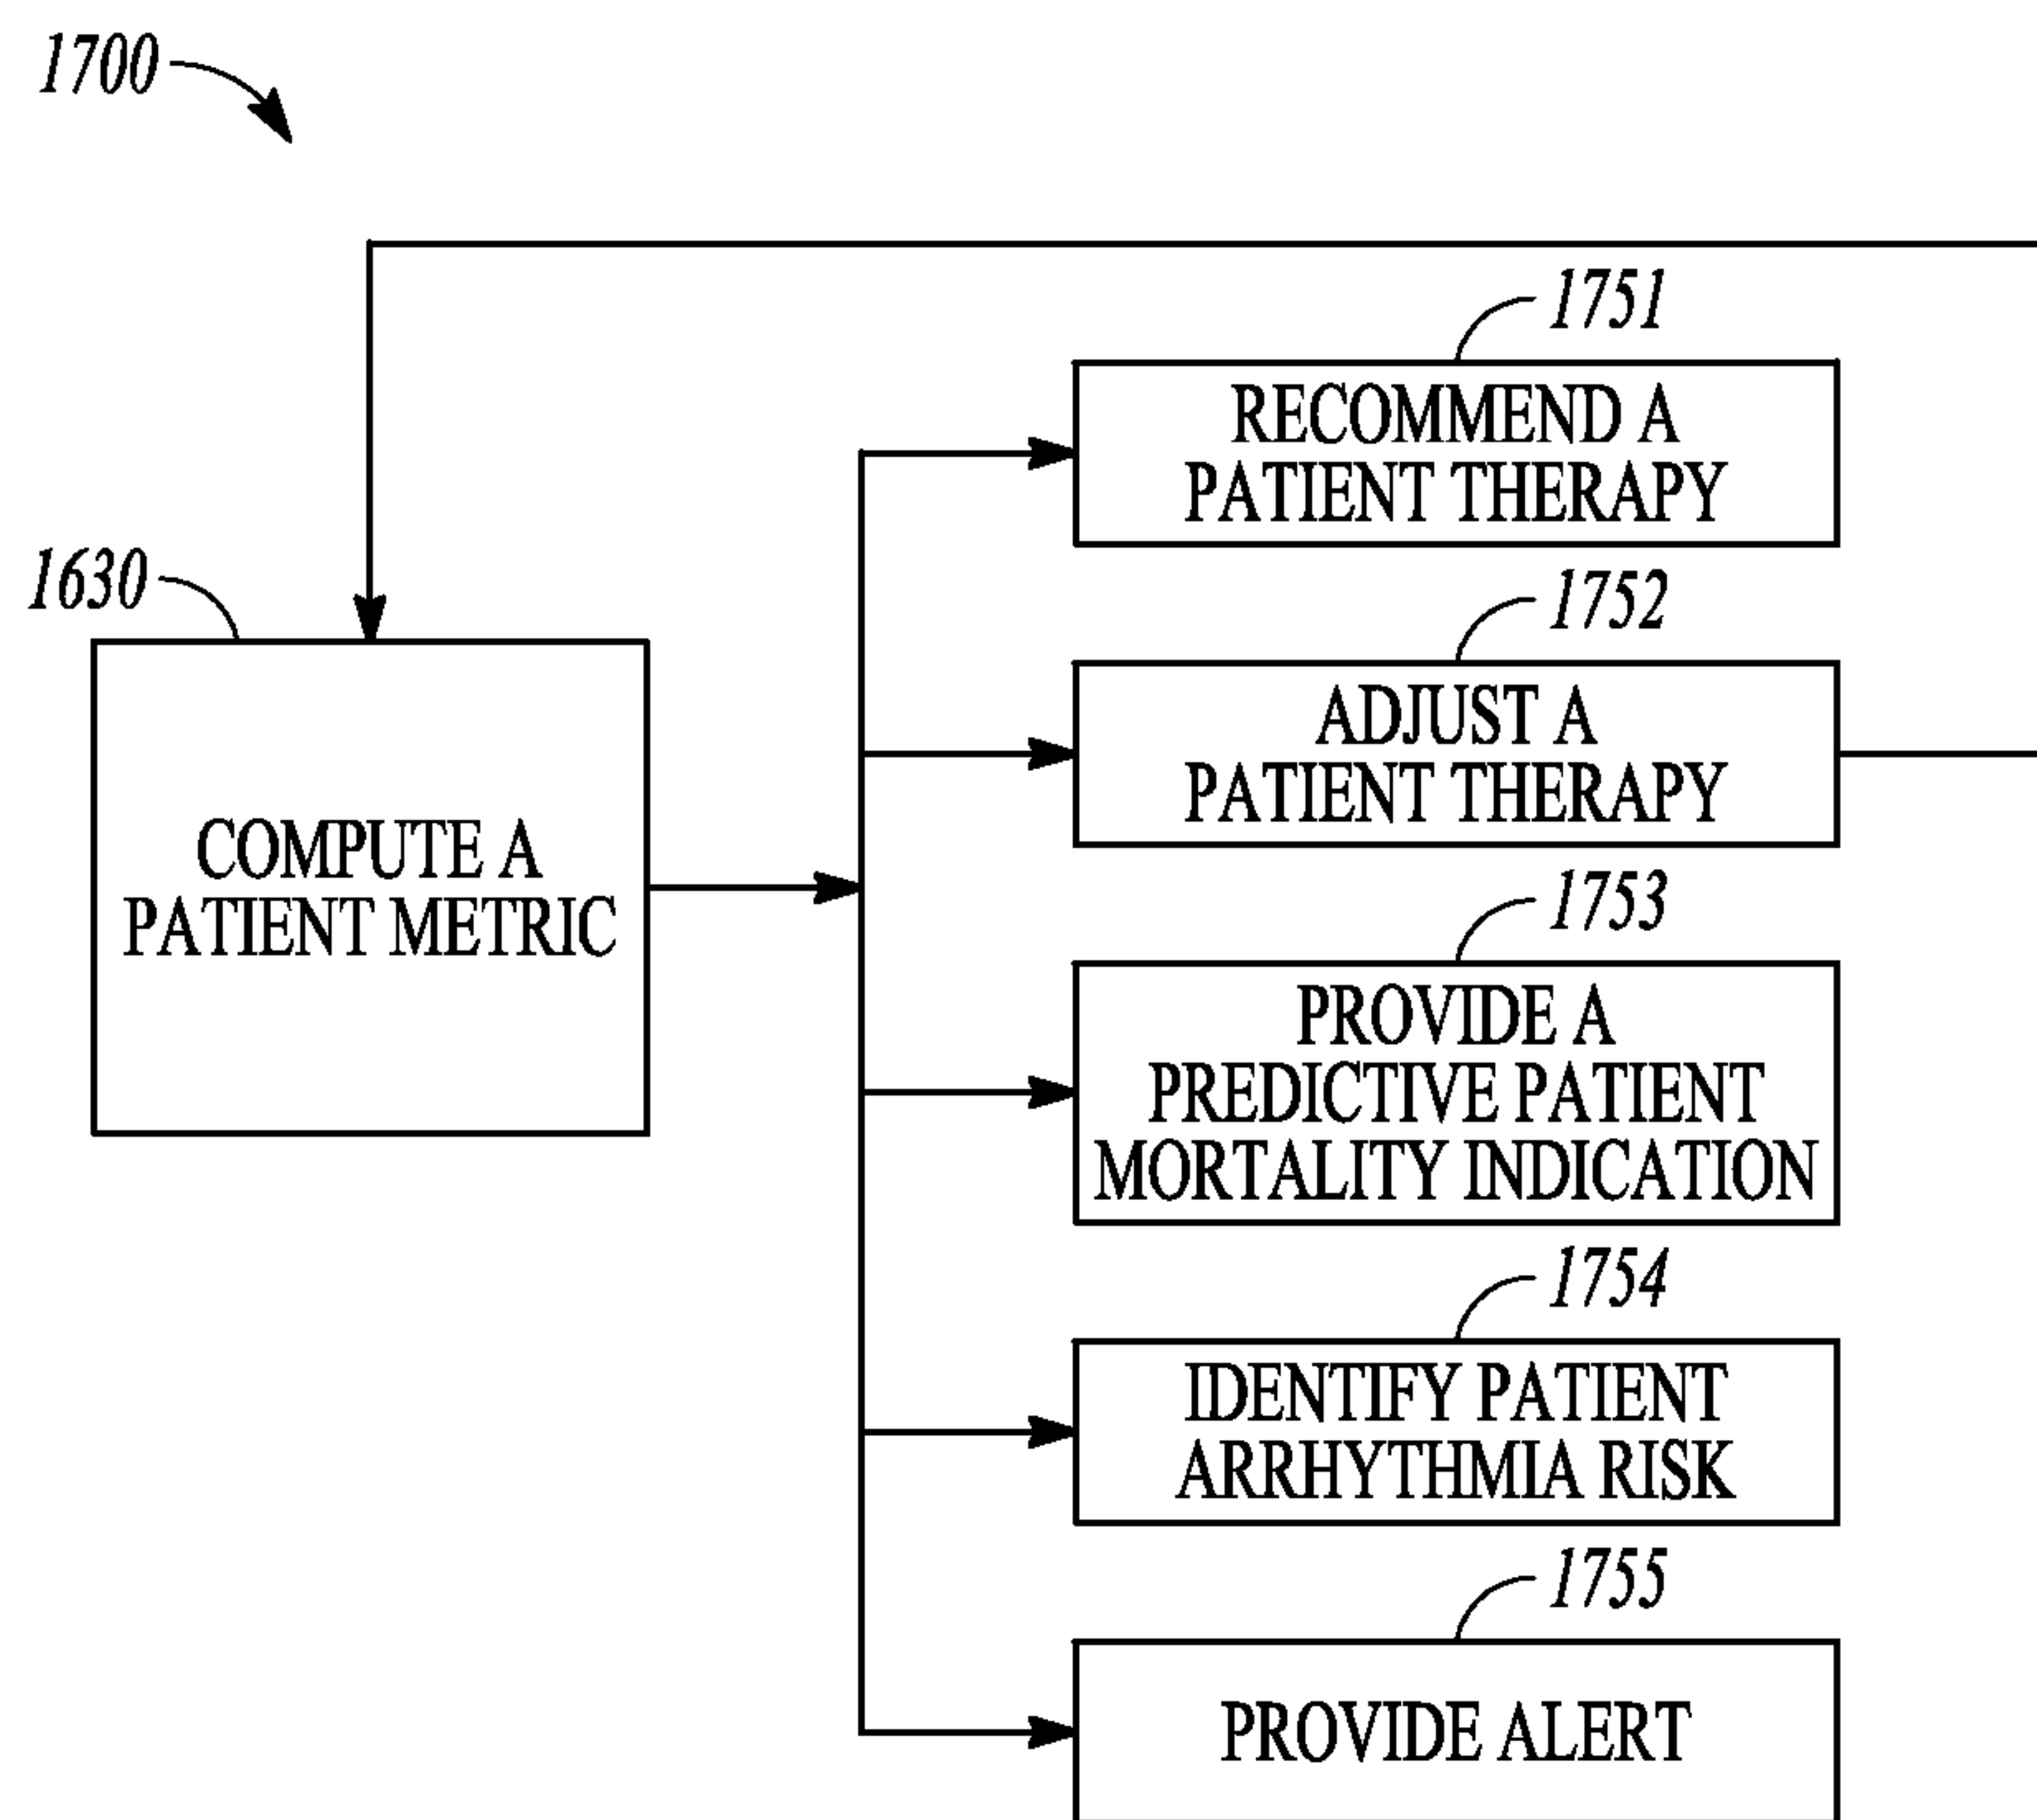 1700
1751
RECOMMEND A
PATIENT THERAPY
1630
1752
ADJUST A
PATIENT THERAPY
COMPUTE A
PATIENT METRIC
1753
PROVIDE A
PREDICTIVE PATIENT
MORTALITY INDICATION
1754
IDENTIFY PATIENT
ARRHYTHMIA RISK
1755
PROVIDE ALERT